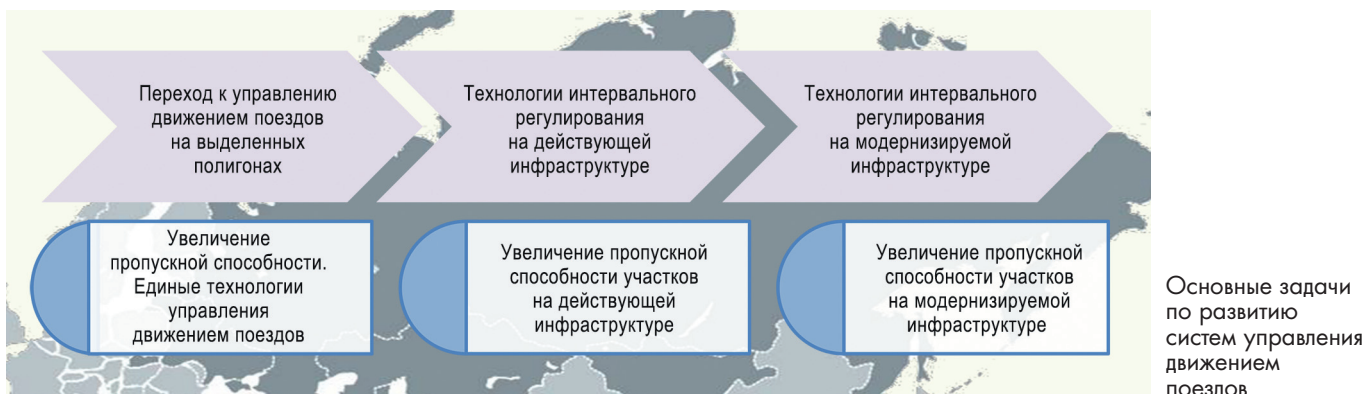 Переход к управлению
движением поездов
на выделенных
полигонах
Технологии интервального
регулирования
на действующей
инфраструктуре
Технологии интервального
регулирования
на модернизируемой
инфраструктуре
Увеличение
пропускной способности.
Единые технологии
управления
движением поездов
Увеличение пропускной
способности участков
на действующей
инфраструктуре
Увеличение пропускной
способности участков
на модернизируемой
инфраструктуре
Основные задачи
по развитию
систем управления
движением
поездов